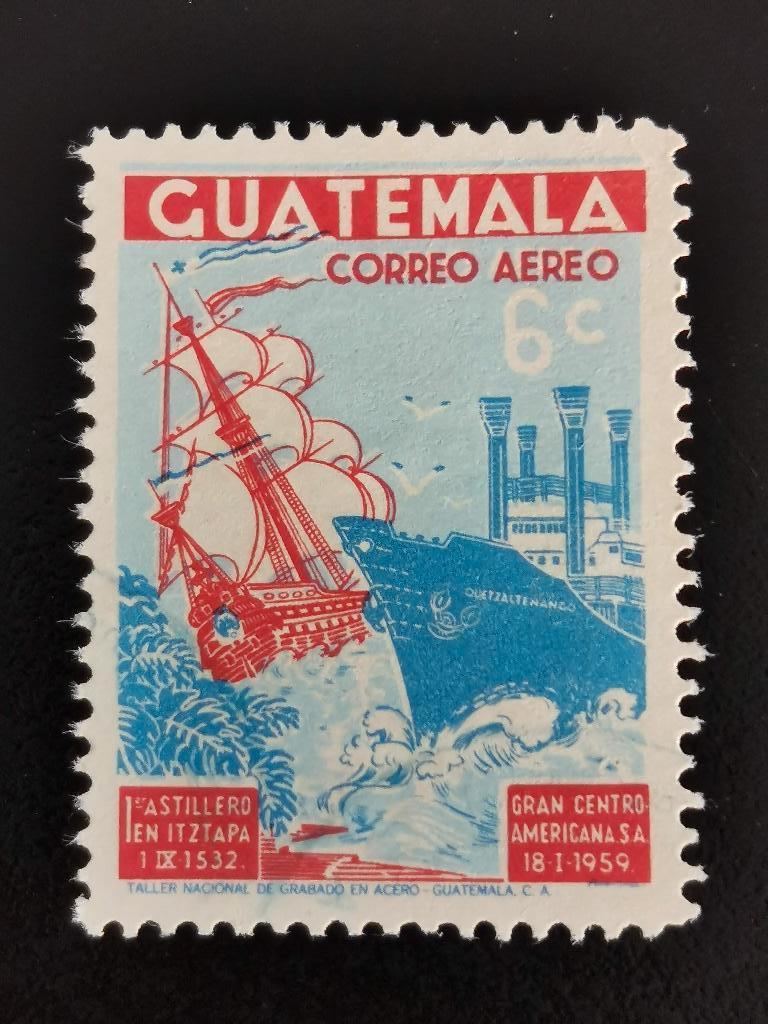 GUATEMALA
CORREO AEREO
6c
QUETZALTENANGO
1er ASTILLERO
EN ITZTAPA
1 IX 1532.
GRAN CENTRO-
AMERICANA S.A.
18-I-1959.
TALLER NACIONAL DE GRABADO EN ACERO - GUATEMALA, C. A.